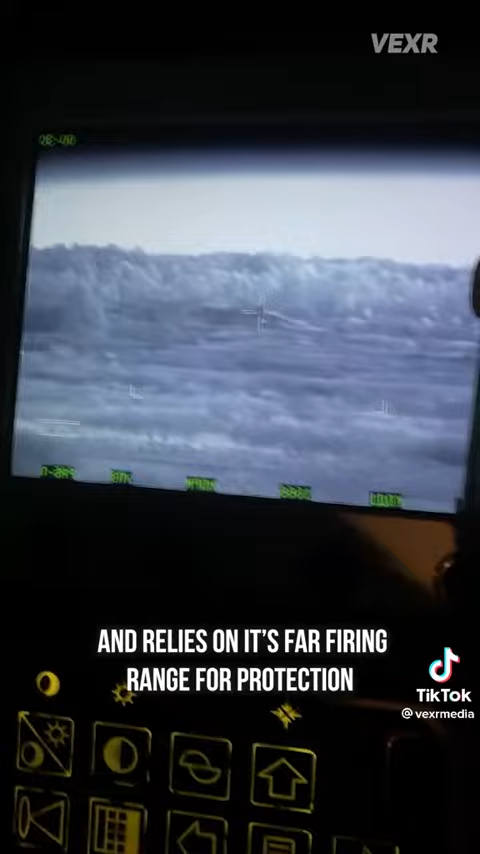 VEXR
AND RELIES ON IT'S FAR FIRING
RANGE FOR PROTECTION
TikTok
@vexrmedia